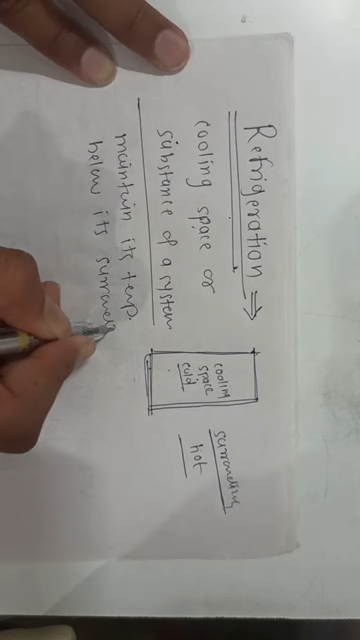 Refrigeration ⇒
cooling space or
substance of a system
maintain its temp.
below its surround
cooling
space
cold
surrounding
hot